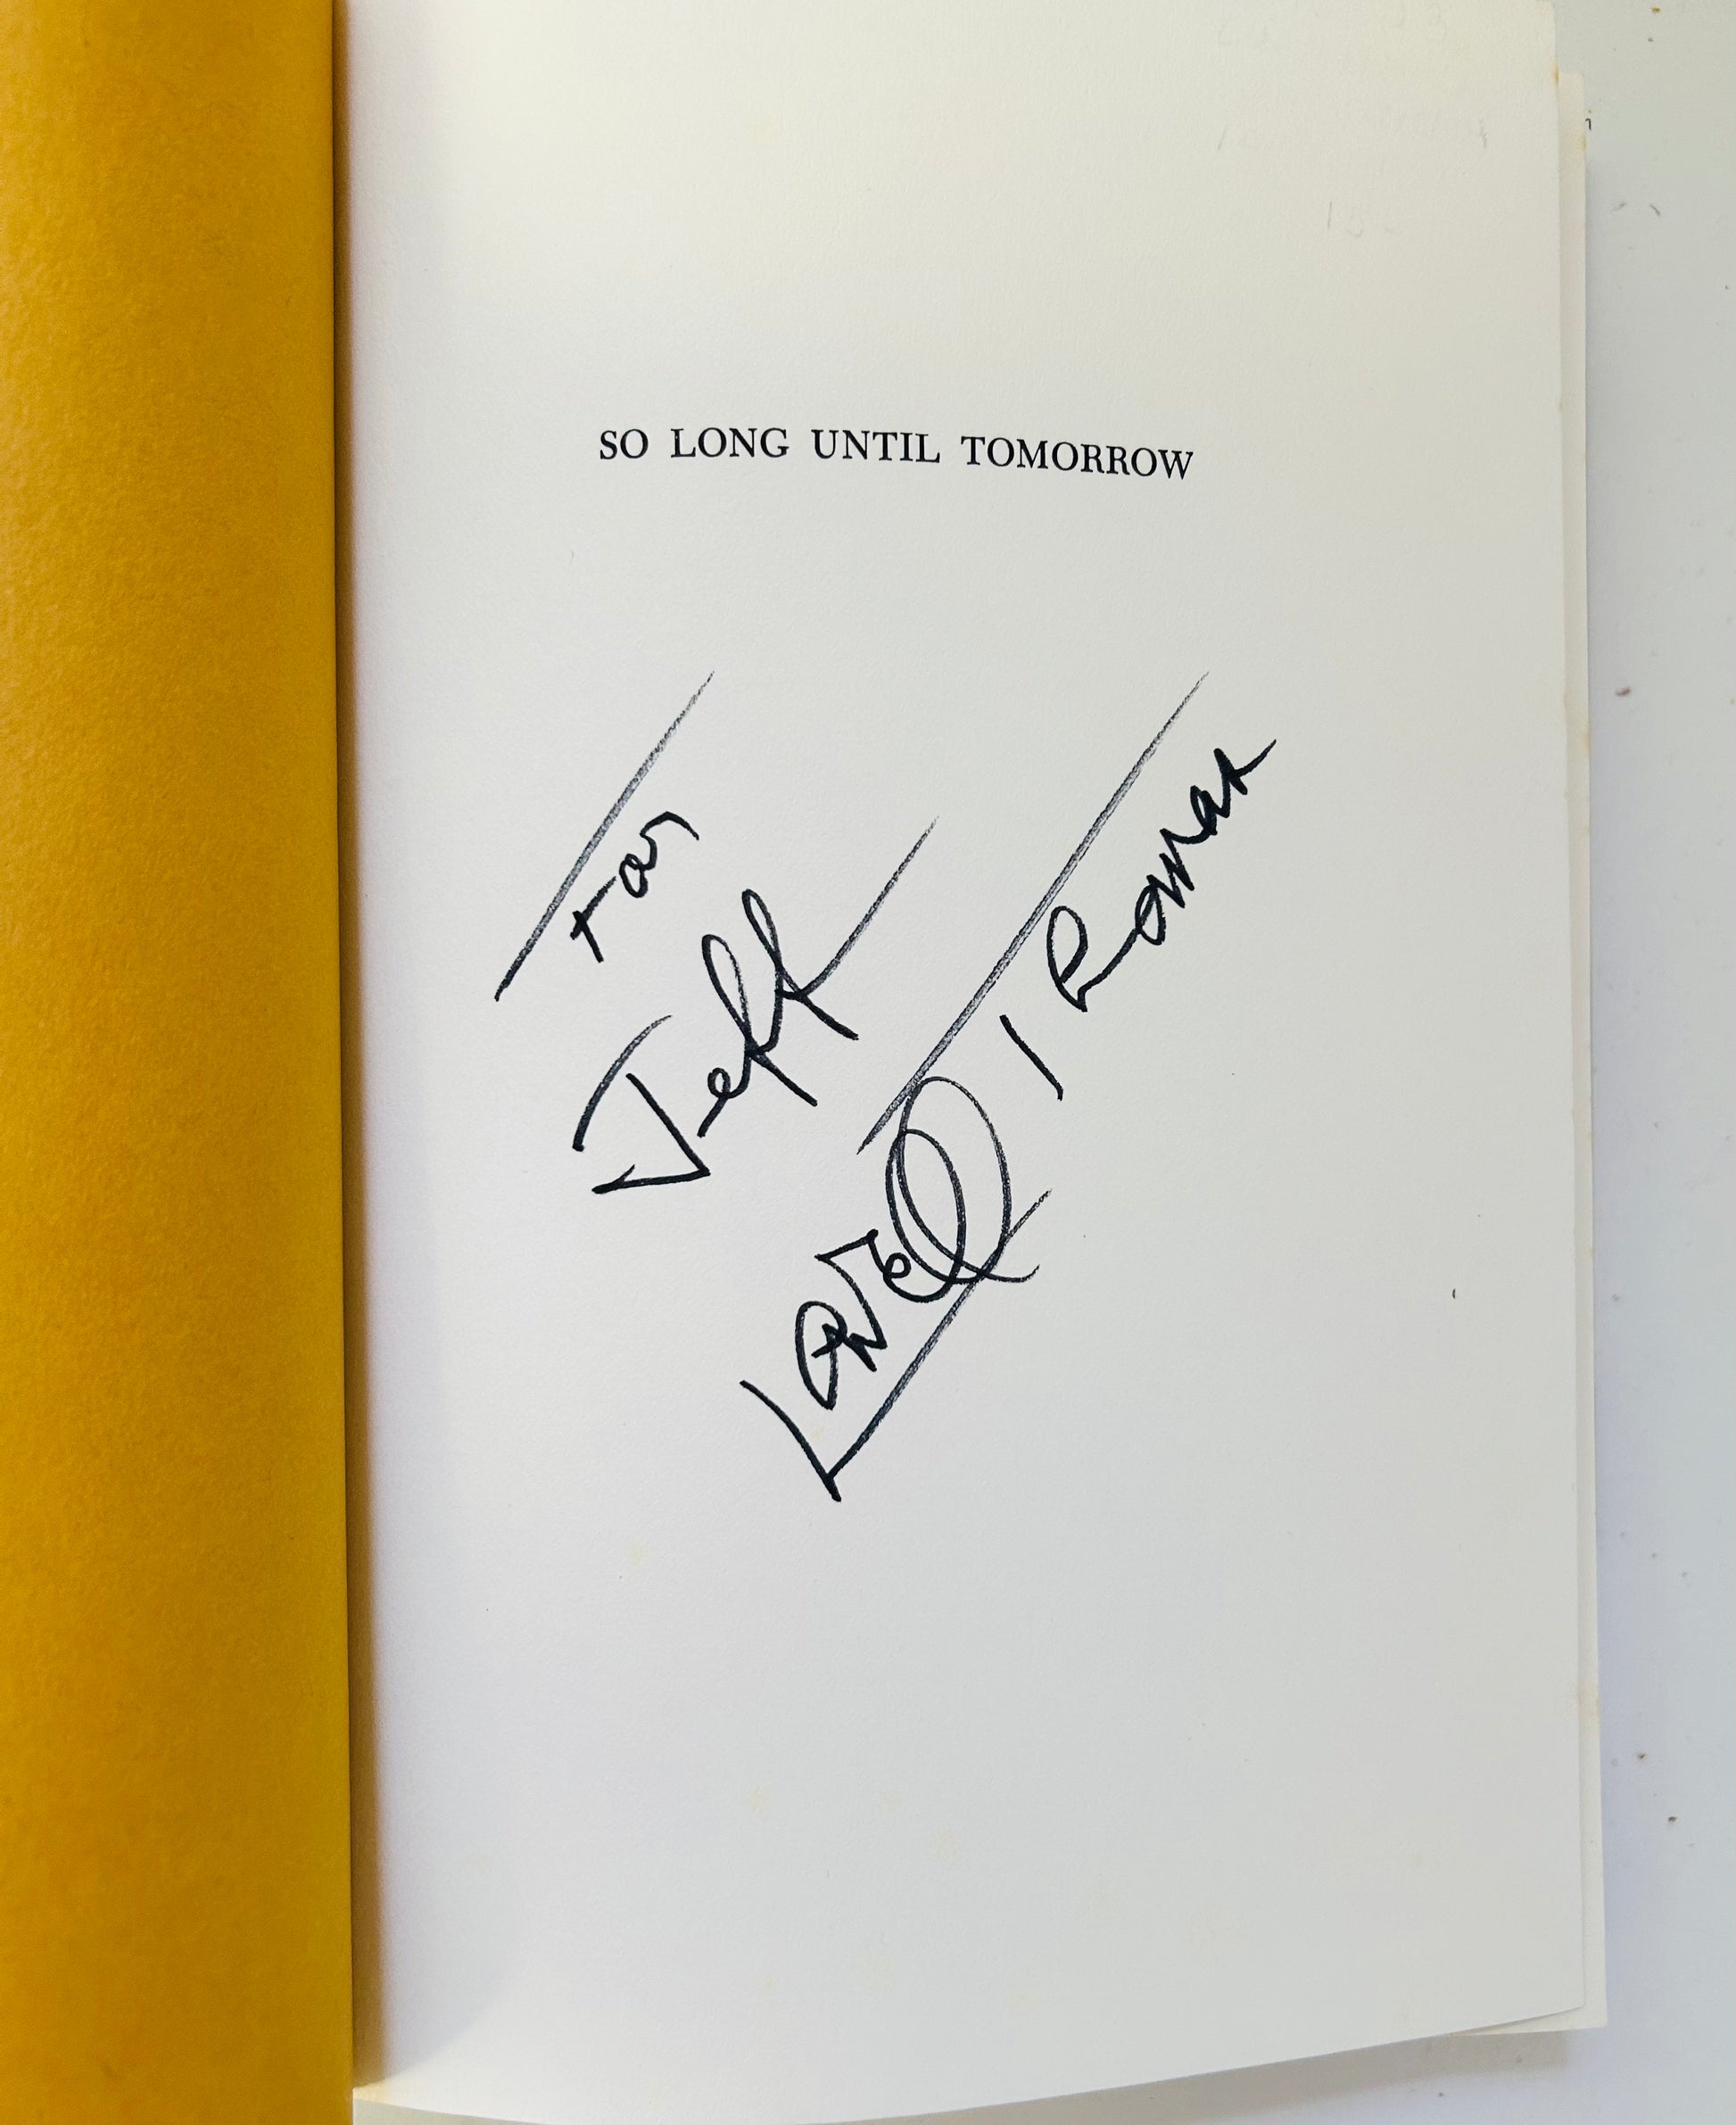 SO LONG UNTIL TOMORROW
For
Jeff
Lowell Thomas